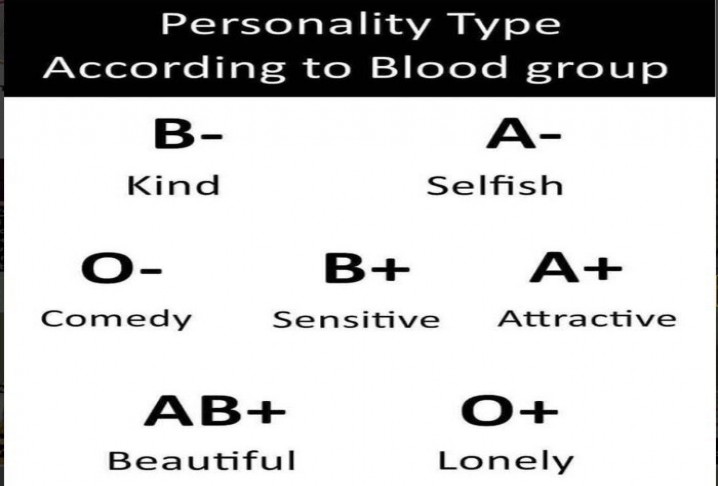 Personality Type
According to Blood group
B- A-
Kind Selfish
O- B+ A+
Comedy Sensitive Attractive
AB+ O+
Beautiful Lonely